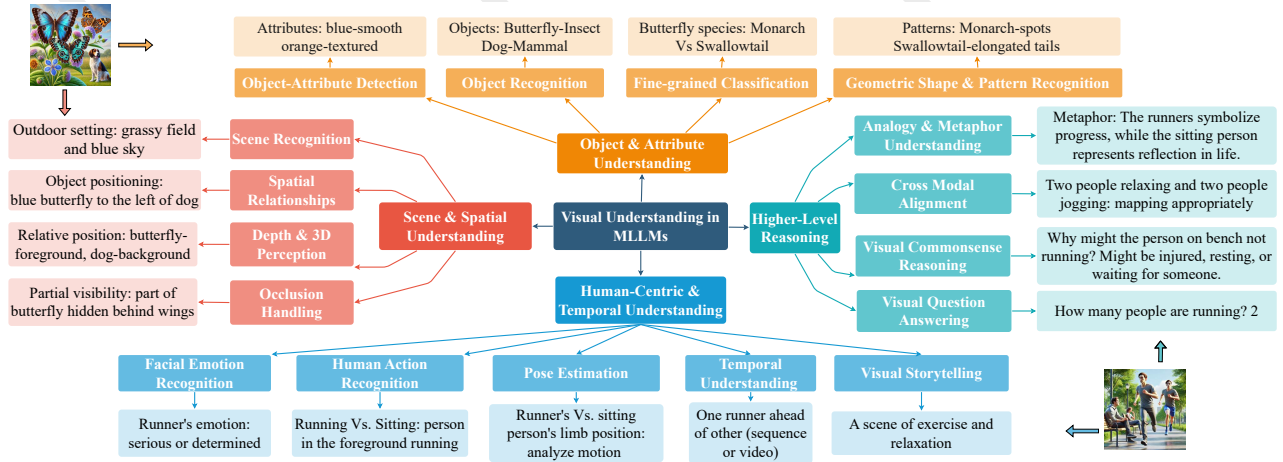 Attributes: blue-smooth
orange-textured
Objects: Butterfly-Insect
Dog-Mammal
Butterfly species: Monarch
Vs Swallowtail
Patterns: Monarch-spots
Swallowtail-elongated tails
Object-Attribute Detection
Object Recognition
Fine-grained Classification
Geometric Shape & Pattern Recognition
Object & Attribute
Understanding
Outdoor setting: grassy field
and blue sky
Scene Recognition
Object positioning:
blue butterfly to the left of dog
Spatial
Relationships
Relative position: butterfly-
foreground, dog-background
Depth & 3D
Perception
Partial visibility: part of
butterfly hidden behind wings
Occlusion
Handling
Scene & Spatial
Understanding
Visual Understanding in
MLLMs
Higher-Level
Reasoning
Analogy & Metaphor
Understanding
Metaphor: The runners symbolize
progress, while the sitting person
represents reflection in life.
Cross Modal
Alignment
Two people relaxing and two people
jogging: mapping appropriately
Visual Commonsense
Reasoning
Why might the person on bench not
running? Might be injured, resting, or
waiting for someone.
Visual Question
Answering
How many people are running? 2
Human-Centric &
Temporal Understanding
Facial Emotion
Recognition
Human Action
Recognition
Pose Estimation
Temporal
Understanding
Visual Storytelling
Runner's emotion:
serious or determined
Running Vs. Sitting: person
in the foreground running
Runner's Vs. sitting
person's limb position:
analyze motion
One runner ahead
of other (sequence
or video)
A scene of exercise and
relaxation